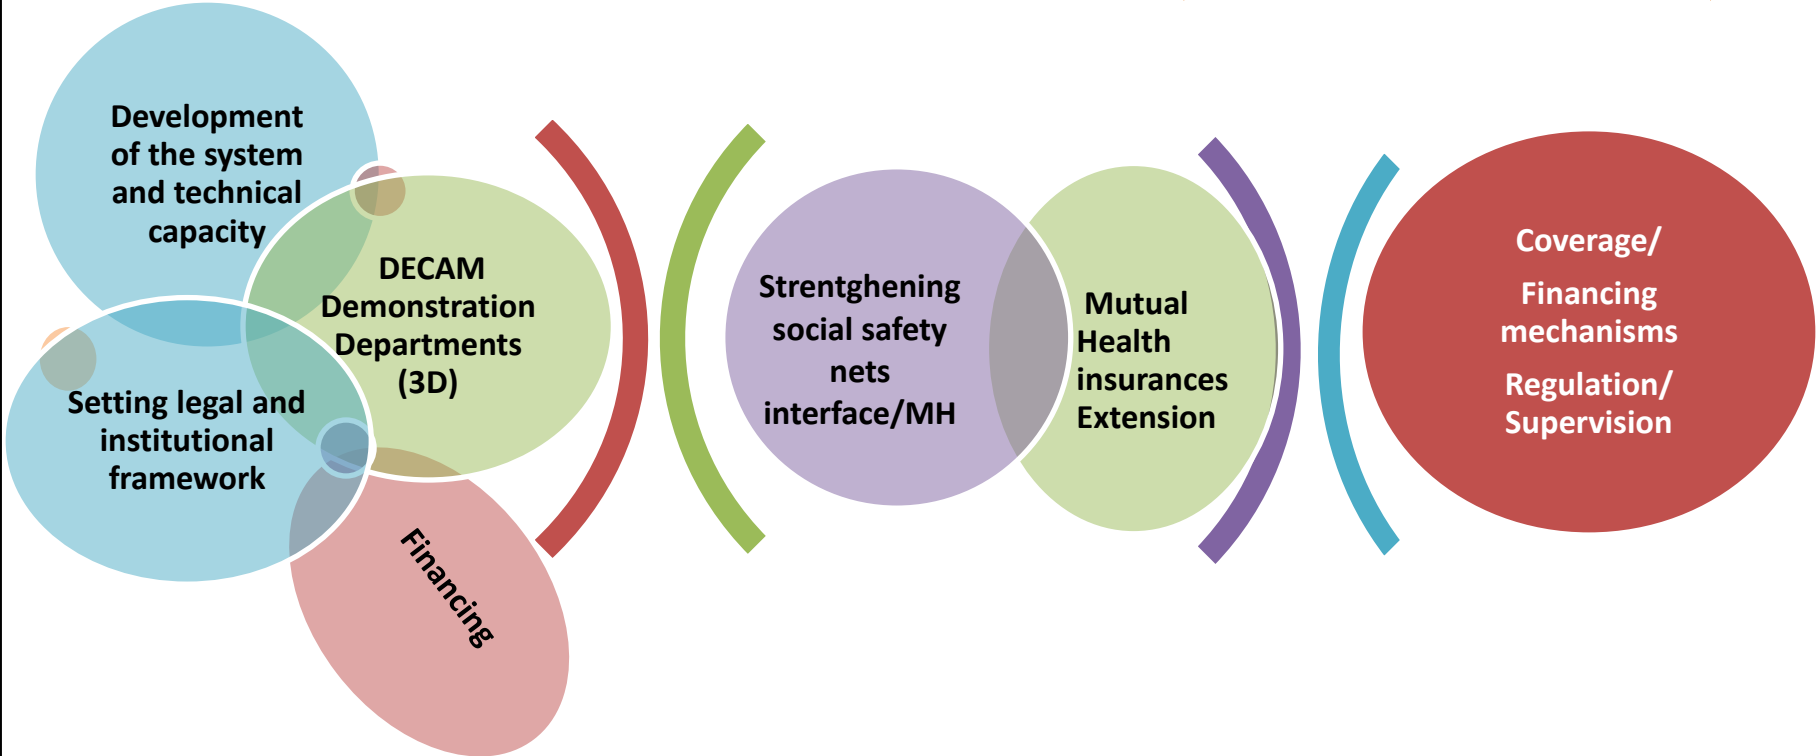 Development
of the system
and technical
capacity
DECAM
Demonstration
Departments
(3D)
Setting legal and
institutional
framework
Financing
Strentghening
social safety
nets
interface/MH
Mutual
Health
insurances
Extension
Coverage/
Financing
mechanisms
Regulation/
Supervision